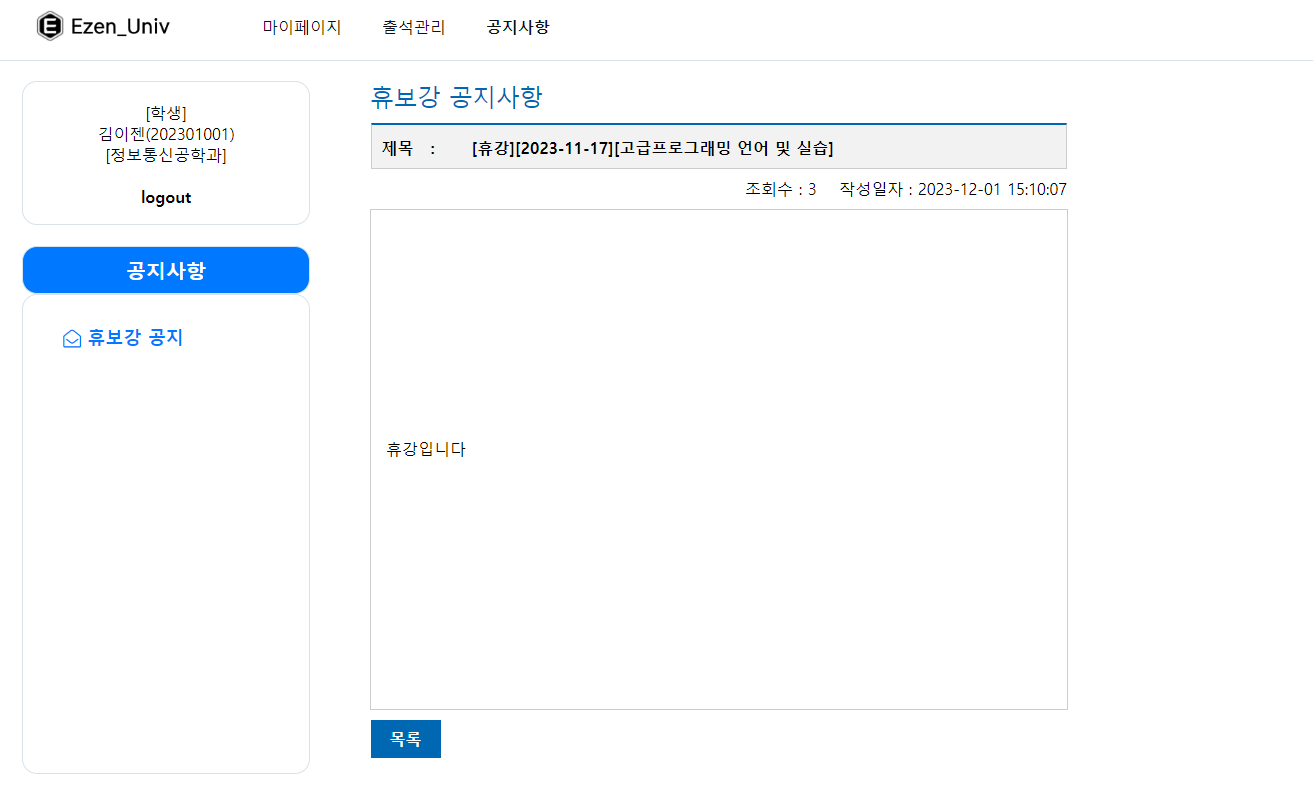 Ezen_Univ
마이페이지 출석관리 공지사항
[학생]
김이젠(202301001)
[정보통신공학과]
logout
공지사항
휴보강 공지
휴보강 공지사항
제목 : [휴강][2023-11-17][고급프로그래밍 언어 및 실습]
조회수 : 3 작성일자 : 2023-12-01 15:10:07
휴강입니다
목록